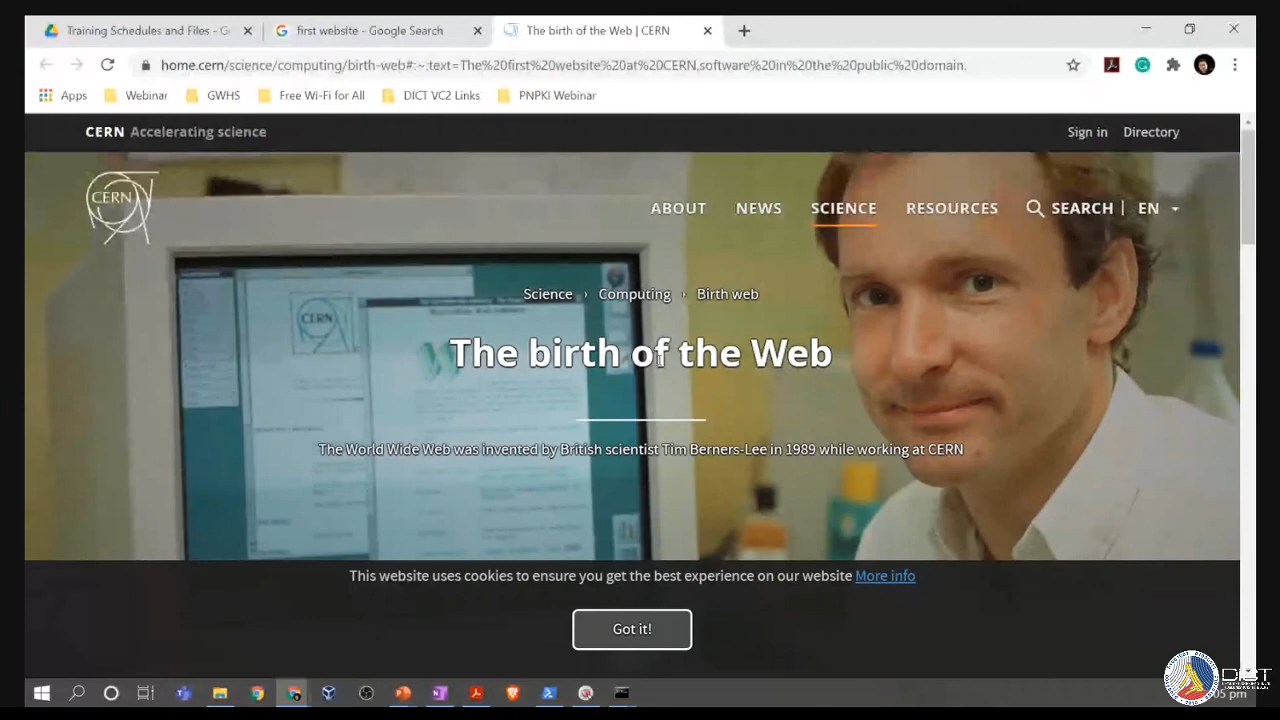 Training Schedules and Files - G
first website - Google Search
The birth of the Web | CERN
home.cern/science/computing/birth-web#:~:text=The%20first%20website%20at%20CERN,software%20in%20the%20public%20domain.
Apps
Webinar
GWHS
Free Wi-Fi for All
DICT VC2 Links
PNPKI Webinar
CERN Accelerating science
Sign in
Directory
CERN
ABOUT
NEWS
SCIENCE
RESOURCES
SEARCH |
EN
CERN
Science › Computing › Birth web
The birth of the Web
The World Wide Web was invented by British scientist Tim Berners-Lee in 1989 while working at CERN
This website uses cookies to ensure you get the best experience on our website More info
Got it!
DICT
05 pm